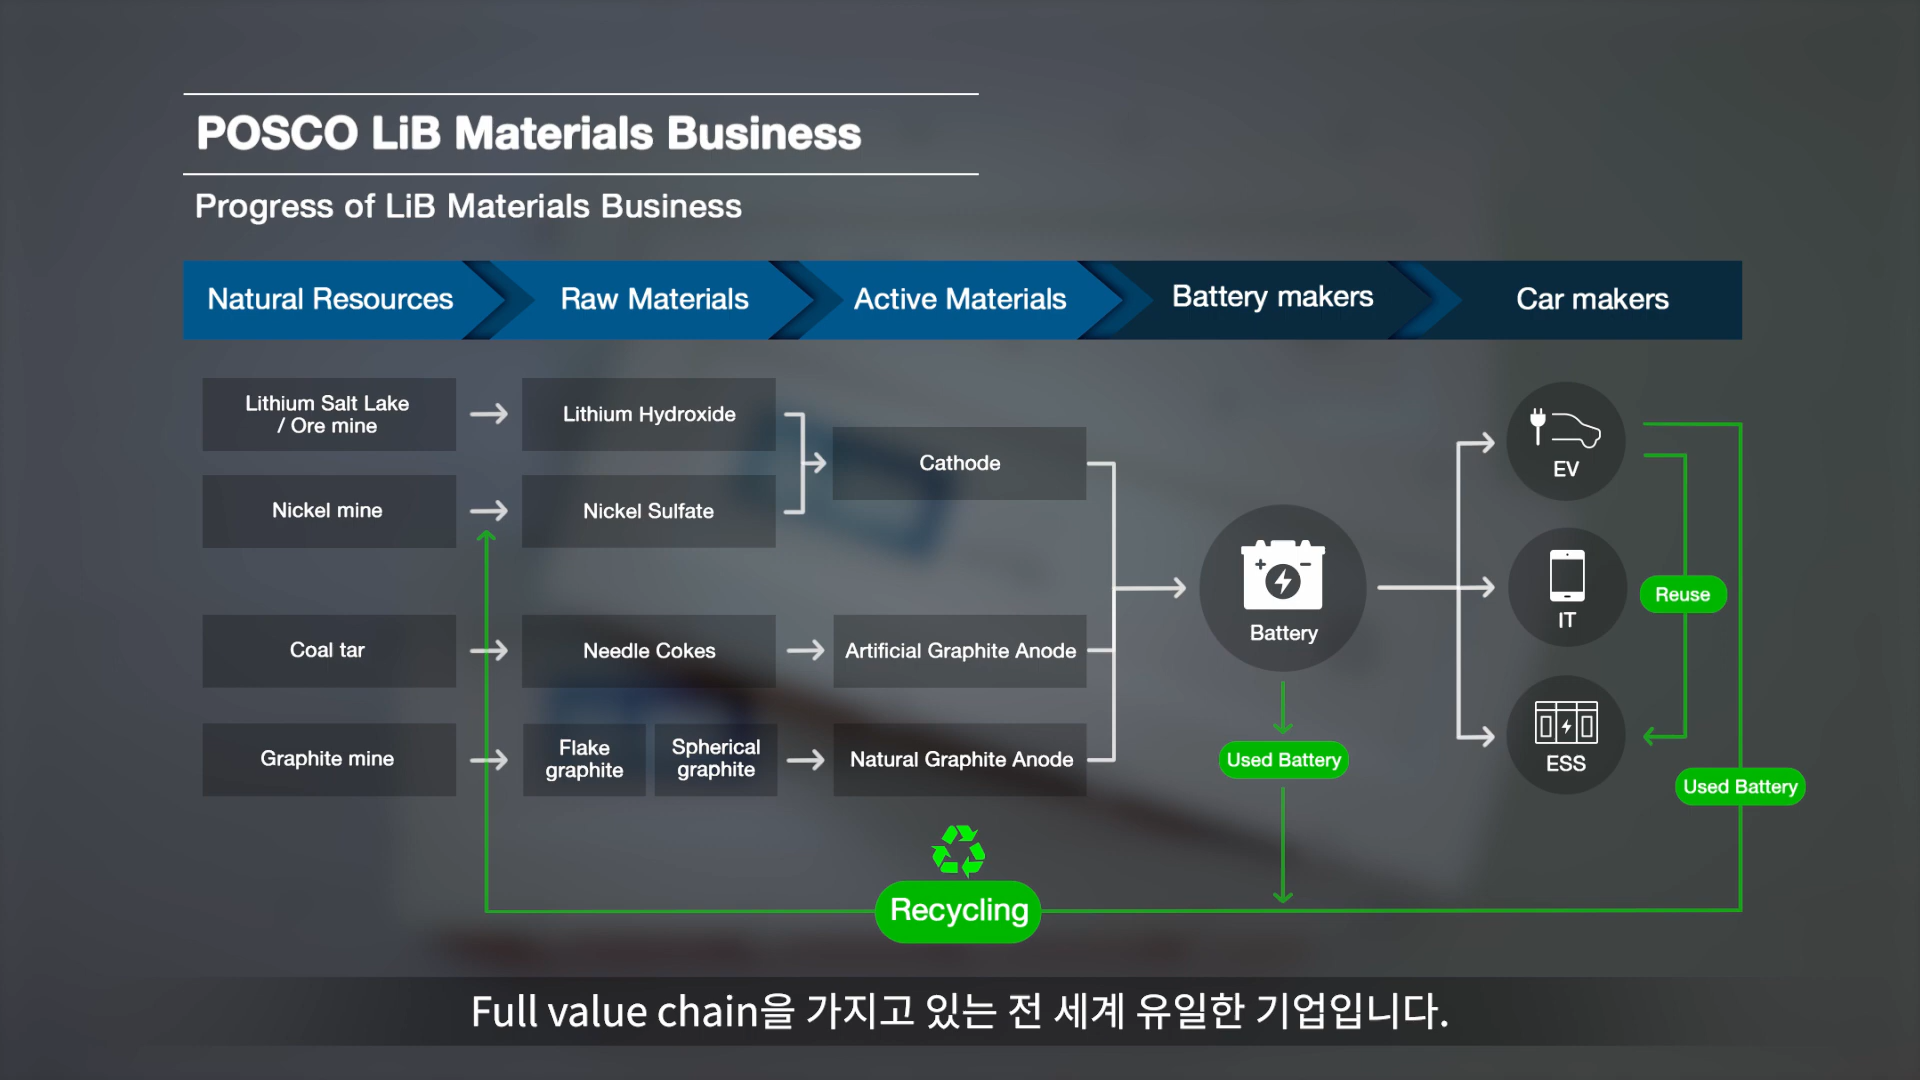 POSCO LiB Materials Business
Progress of LiB Materials Business
Natural Resources
Raw Materials
Active Materials
Battery makers
Car makers
Lithium Salt Lake
/ Ore mine
Lithium Hydroxide
Cathode
Nickel mine
Nickel Sulfate
Coal tar
Needle Cokes
Artificial Graphite Anode
Graphite mine
Flake
graphite
Spherical
graphite
Natural Graphite Anode
+ −
Battery
Used Battery
EV
IT
ESS
Reuse
Used Battery
Recycling
Full value chain을 가지고 있는 전 세계 유일한 기업입니다.